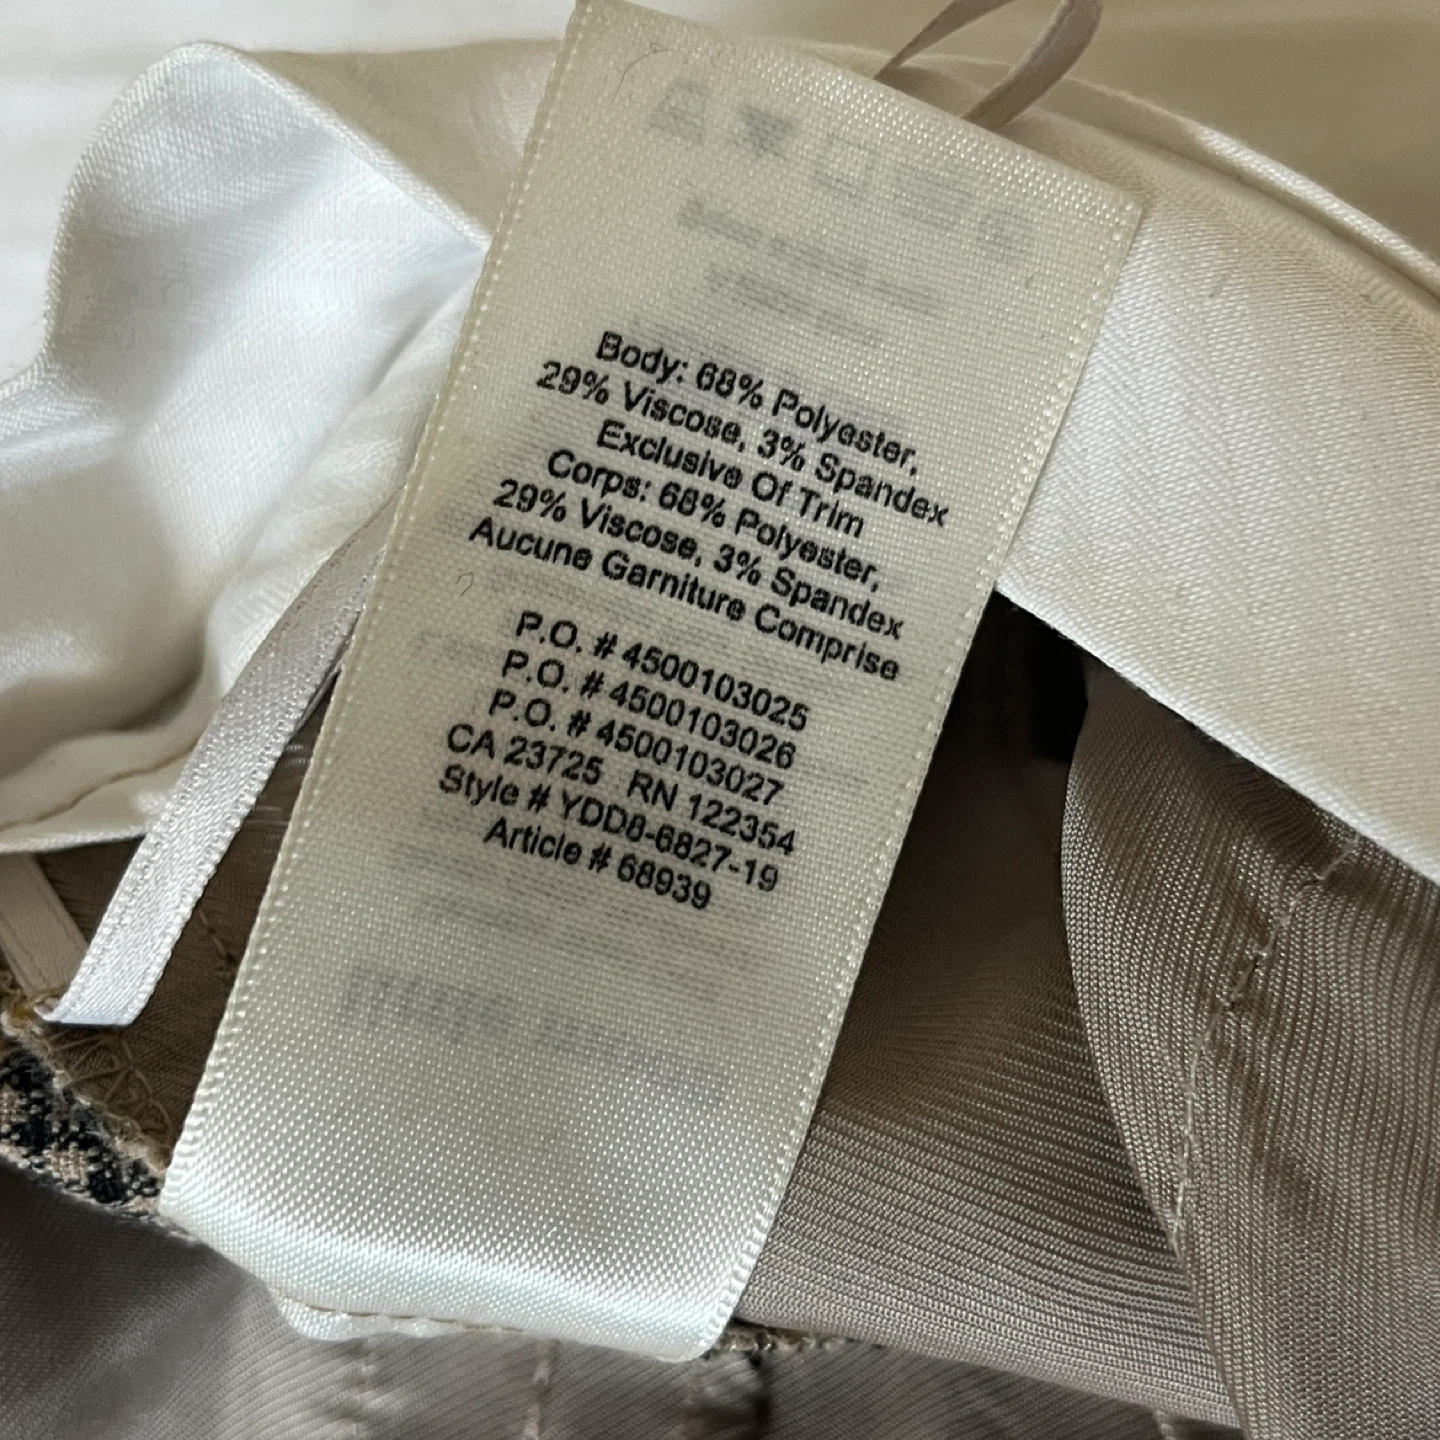 Body: 68% Polyester,
29% Viscose, 3% Spandex
Exclusive Of Trim
Corps: 68% Polyester,
29% Viscose, 3% Spandex
Aucune Garniture Comprise
P.O. # 4500103025
P.O. # 4500103026
P.O. # 4500103027
CA 23725 RN 122354
Style # YDD8-6827-19
Article # 68939